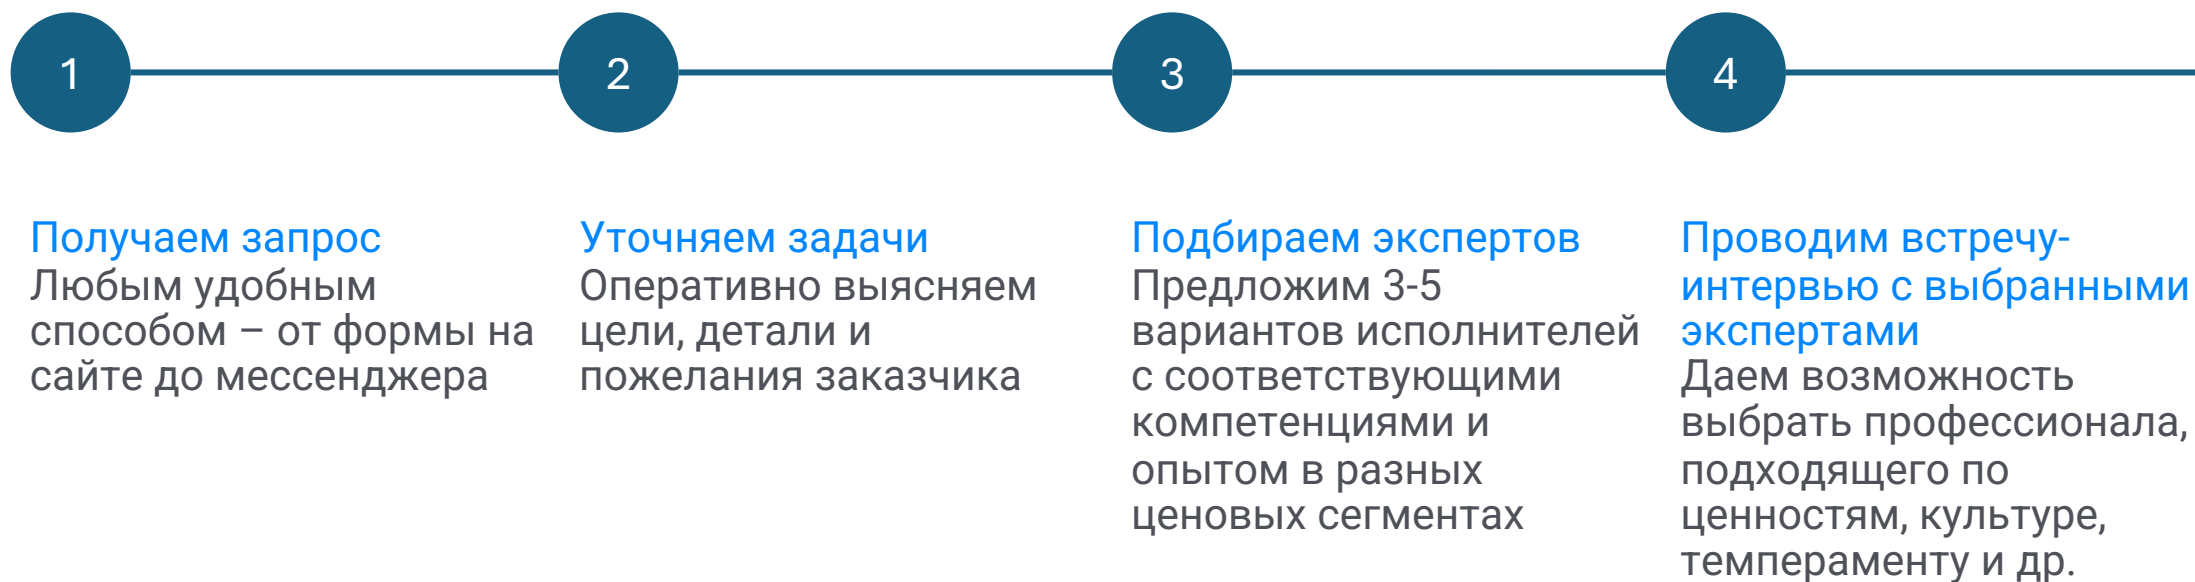 1
2
3
4
Получаем запрос
Любым удобным
способом – от формы на
сайте до мессенджера
Уточняем задачи
Оперативно выясняем
цели, детали и
пожелания заказчика
Подбираем экспертов
Предложим 3-5
вариантов исполнителей
с соответствующими
компетенциями и
опытом в разных
ценовых сегментах
Проводим встречу-
интервью с выбранными
экспертами
Даем возможность
выбрать профессионала,
подходящего по
ценностям, культуре,
темпераменту и др.